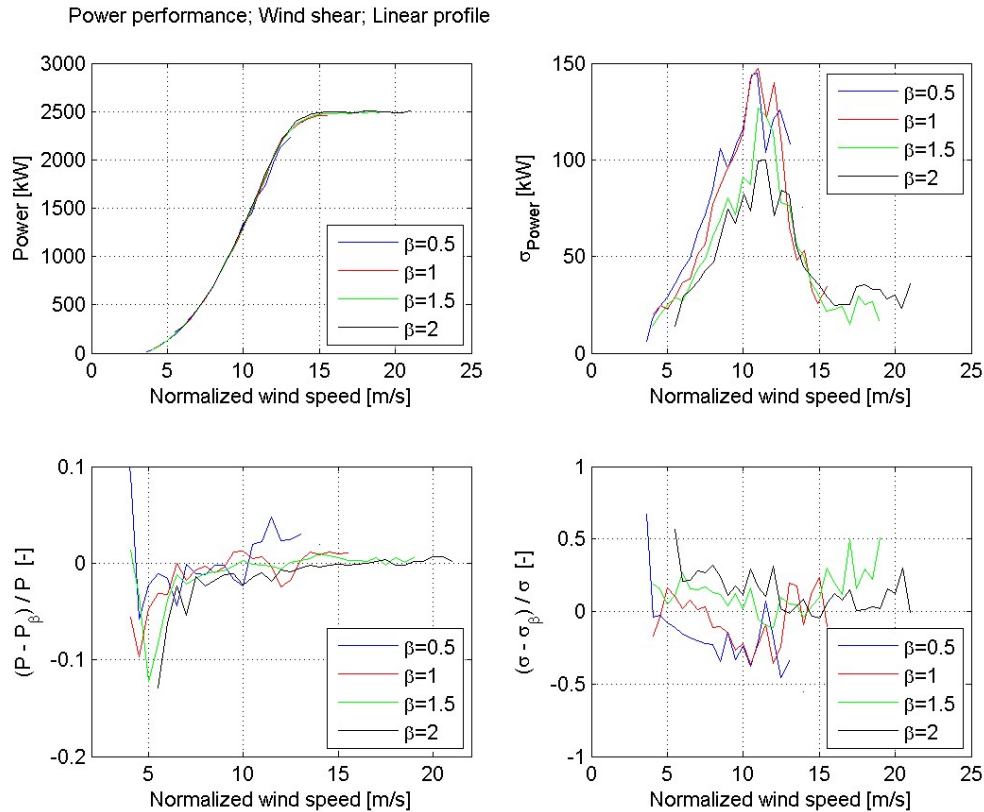 Power performance; Wind shear; Linear profile
3000
2500
2000
1500
1000
500
0
Power [kW]
0 5 10 15 20 25
Normalized wind speed [m/s]
β=0.5
β=1
β=1.5
β=2
150
100
50
0
σPower [kW]
0 5 10 15 20 25
Normalized wind speed [m/s]
β=0.5
β=1
β=1.5
β=2
0.1
0
-0.1
-0.2
(P - Pβ) / P [-]
5 10 15 20
Normalized wind speed [m/s]
β=0.5
β=1
β=1.5
β=2
1
0.5
0
-0.5
-1
(σ - σβ) / σ [-]
0 5 10 15 20 25
Normalized wind speed [m/s]
β=0.5
β=1
β=1.5
β=2